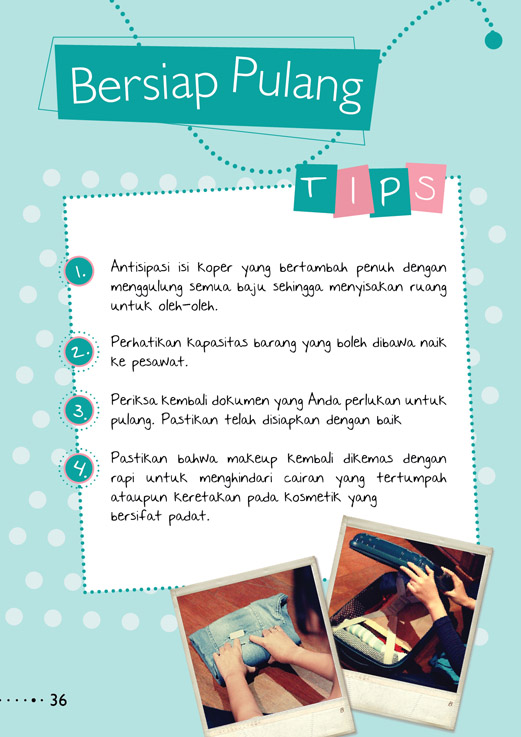 Bersiap Pulang
TIPS
1.
Antisipasi isi koper yang bertambah penuh dengan
menggulung semua baju sehingga menyisakan ruang
untuk oleh-oleh.
2.
Perhatikan kapasitas barang yang boleh dibawa naik
ke pesawat.
3.
Periksa kembali dokumen yang Anda perlukan untuk
pulang. Pastikan telah disiapkan dengan baik
4.
Pastikan bahwa makeup kembali dikemas dengan
rapi untuk menghindari cairan yang tertumpah
ataupun keretakan pada kosmetik yang
bersifat padat.
36